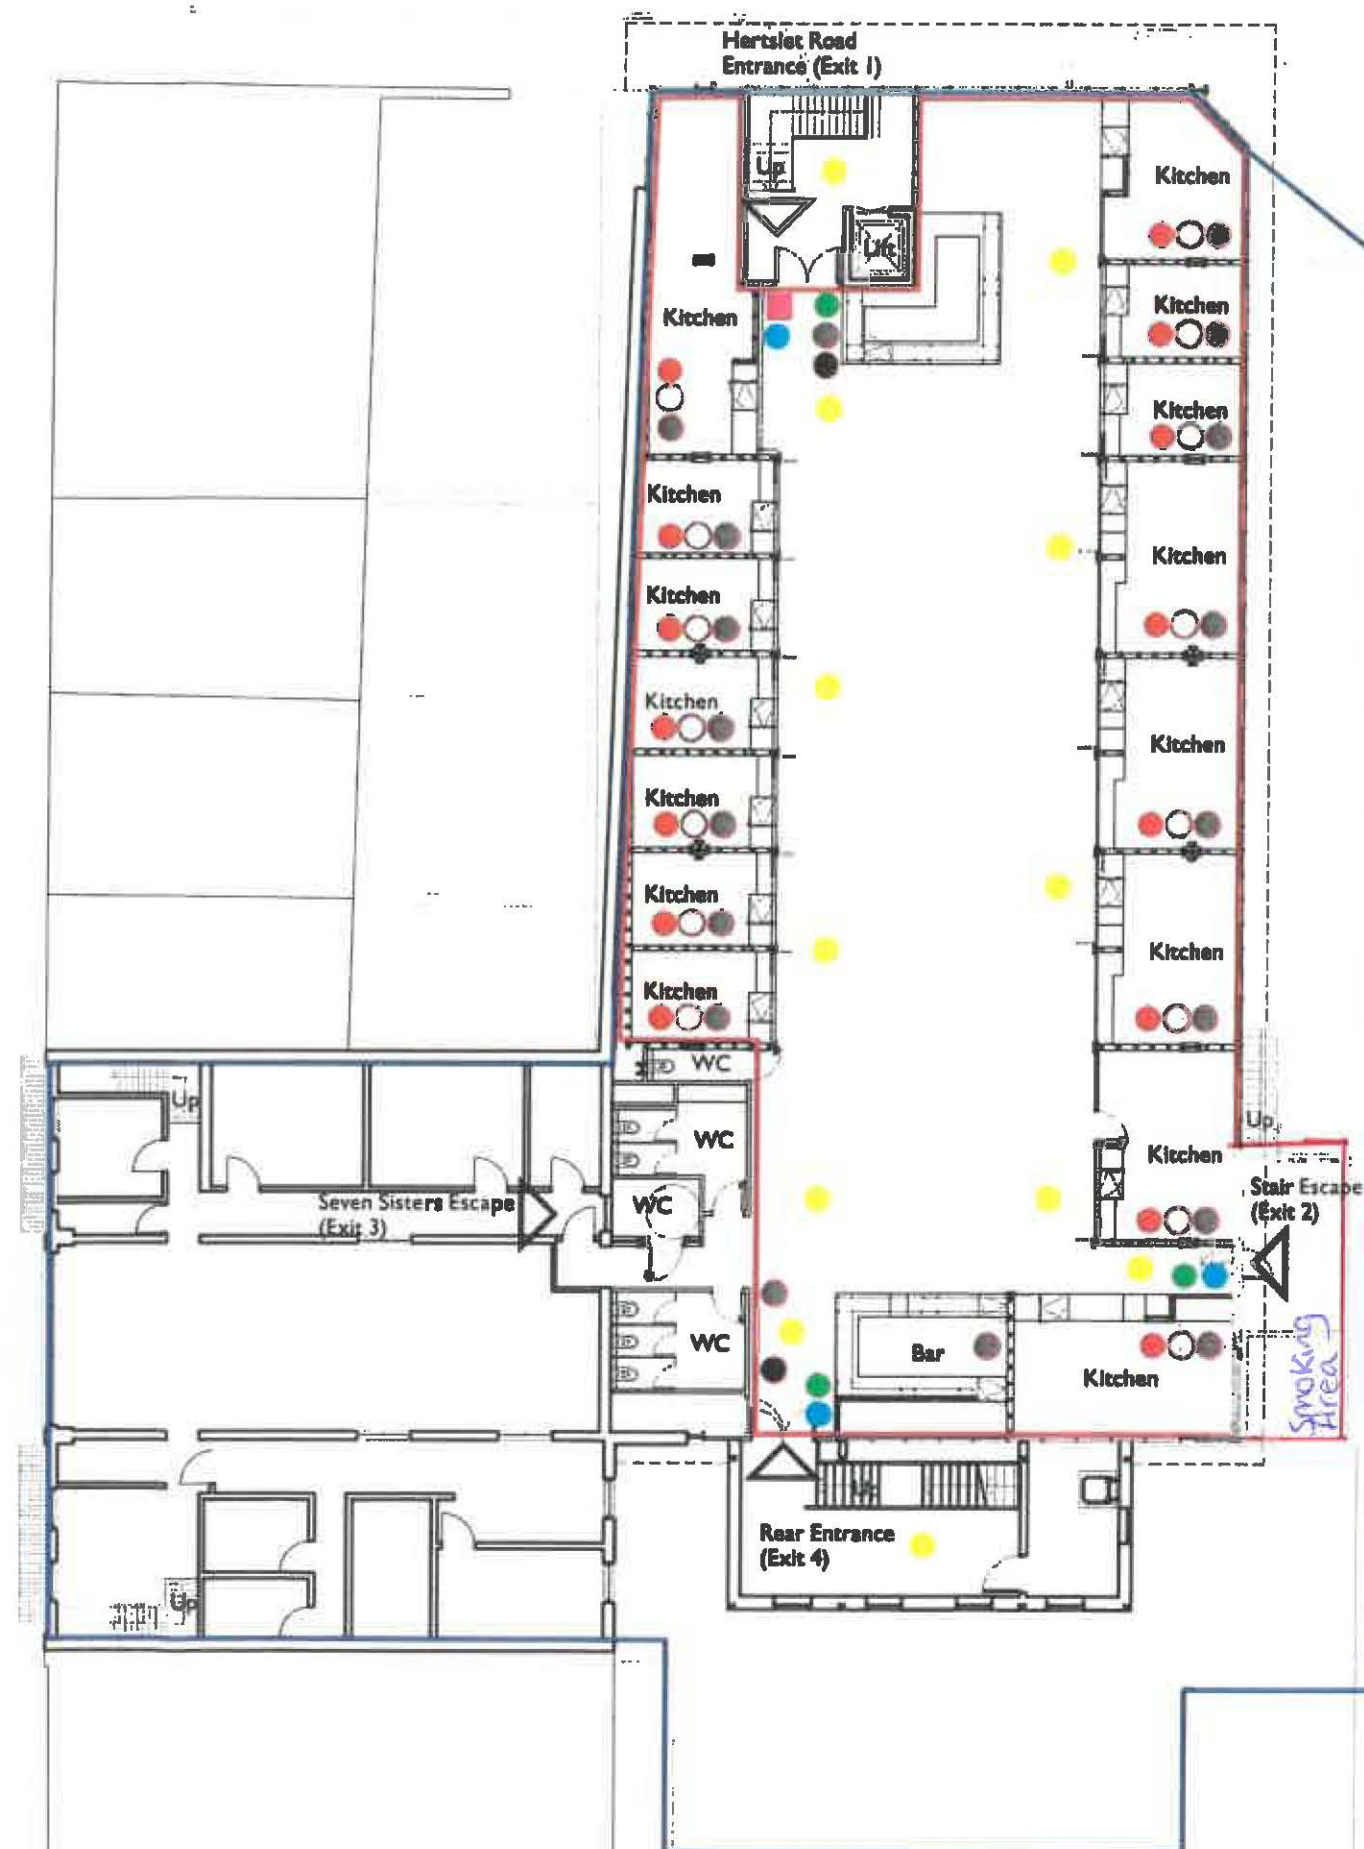 Hertslet Road
Entrance (Exit 1)
Up
Kitchen
Lift
Kitchen
Kitchen
Kitchen
Kitchen
Kitchen
Kitchen
Kitchen
Kitchen
Kitchen
Kitchen
Kitchen
Kitchen
Kitchen
WC
Up
Up
WC
Kitchen
Seven Sisters Escape
(Exit 3)
WC
Stair Escape
(Exit 2)
WC
Bar
Kitchen
Smoking
Area
Up
Rear Entrance
(Exit 4)
Up